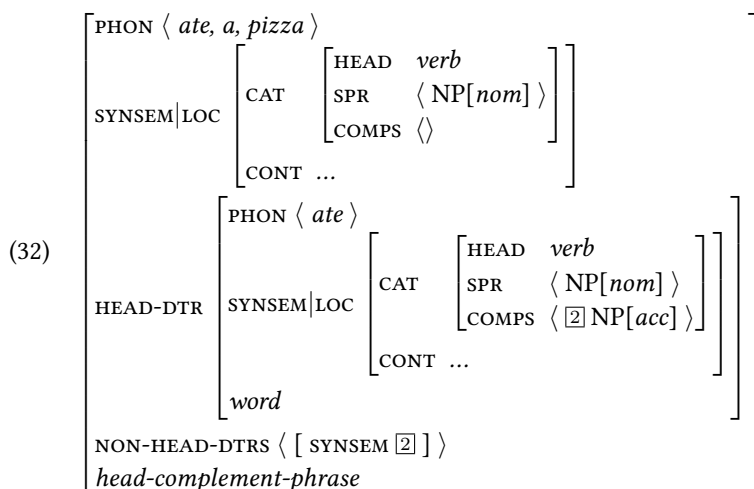 PHON ⟨ ate, a, pizza ⟩
HEAD verb
SYNSEM|LOC CAT SPR ⟨ NP[nom] ⟩
COMPS ⟨⟩
CONT ...
PHON ⟨ ate ⟩
(32)
HEAD verb
HEAD-DTR SYNSEM|LOC CAT SPR ⟨ NP[nom] ⟩
COMPS ⟨ 2 NP[acc] ⟩
CONT ...
word
NON-HEAD-DTRS ⟨ [ SYNSEM 2 ] ⟩
head-complement-phrase